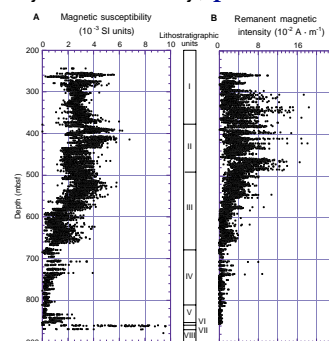 A
Magnetic susceptibility
(10⁻³ SI units)
0 2 4 6 8 10
Lithostratigraphic
units
B
Remanent magnetic
intensity (10⁻² A · m⁻¹)
0 8 16
Depth (mbsf)
200
300
400
500
600
700
800
900
I
II
III
IV
V
VI
VII
VIII